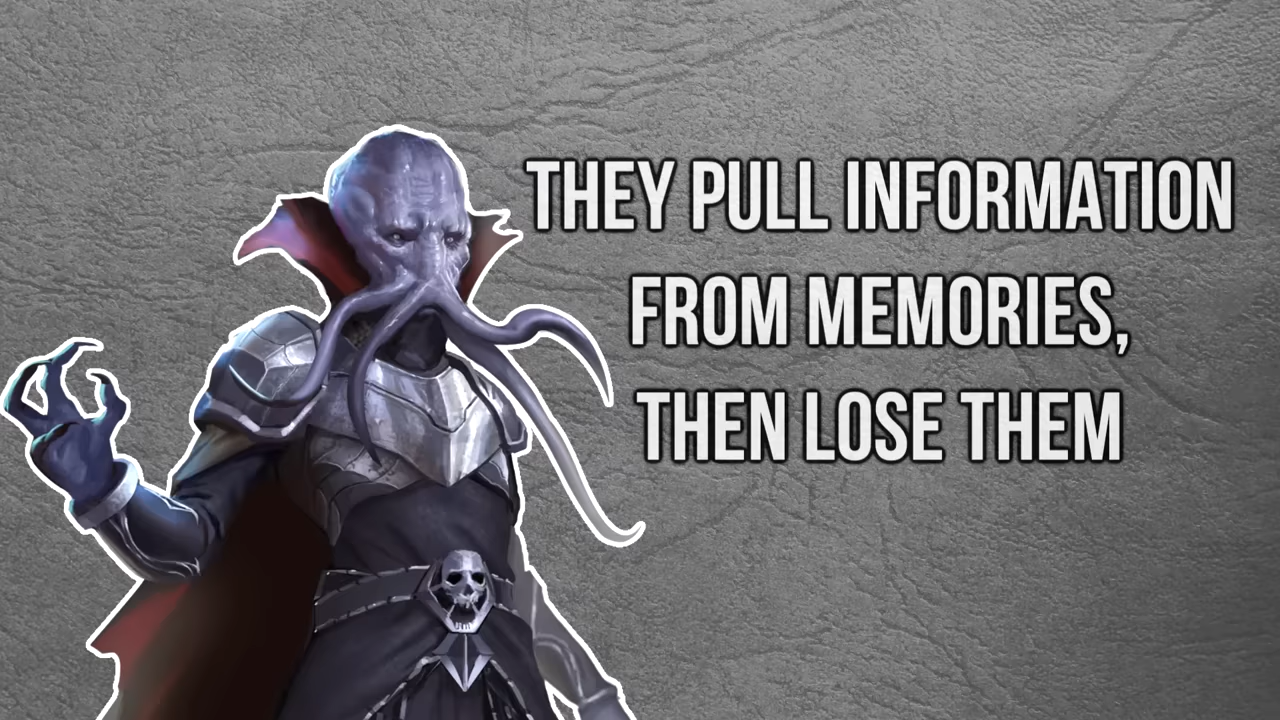 THEY PULL INFORMATION
FROM MEMORIES,
THEN LOSE THEM